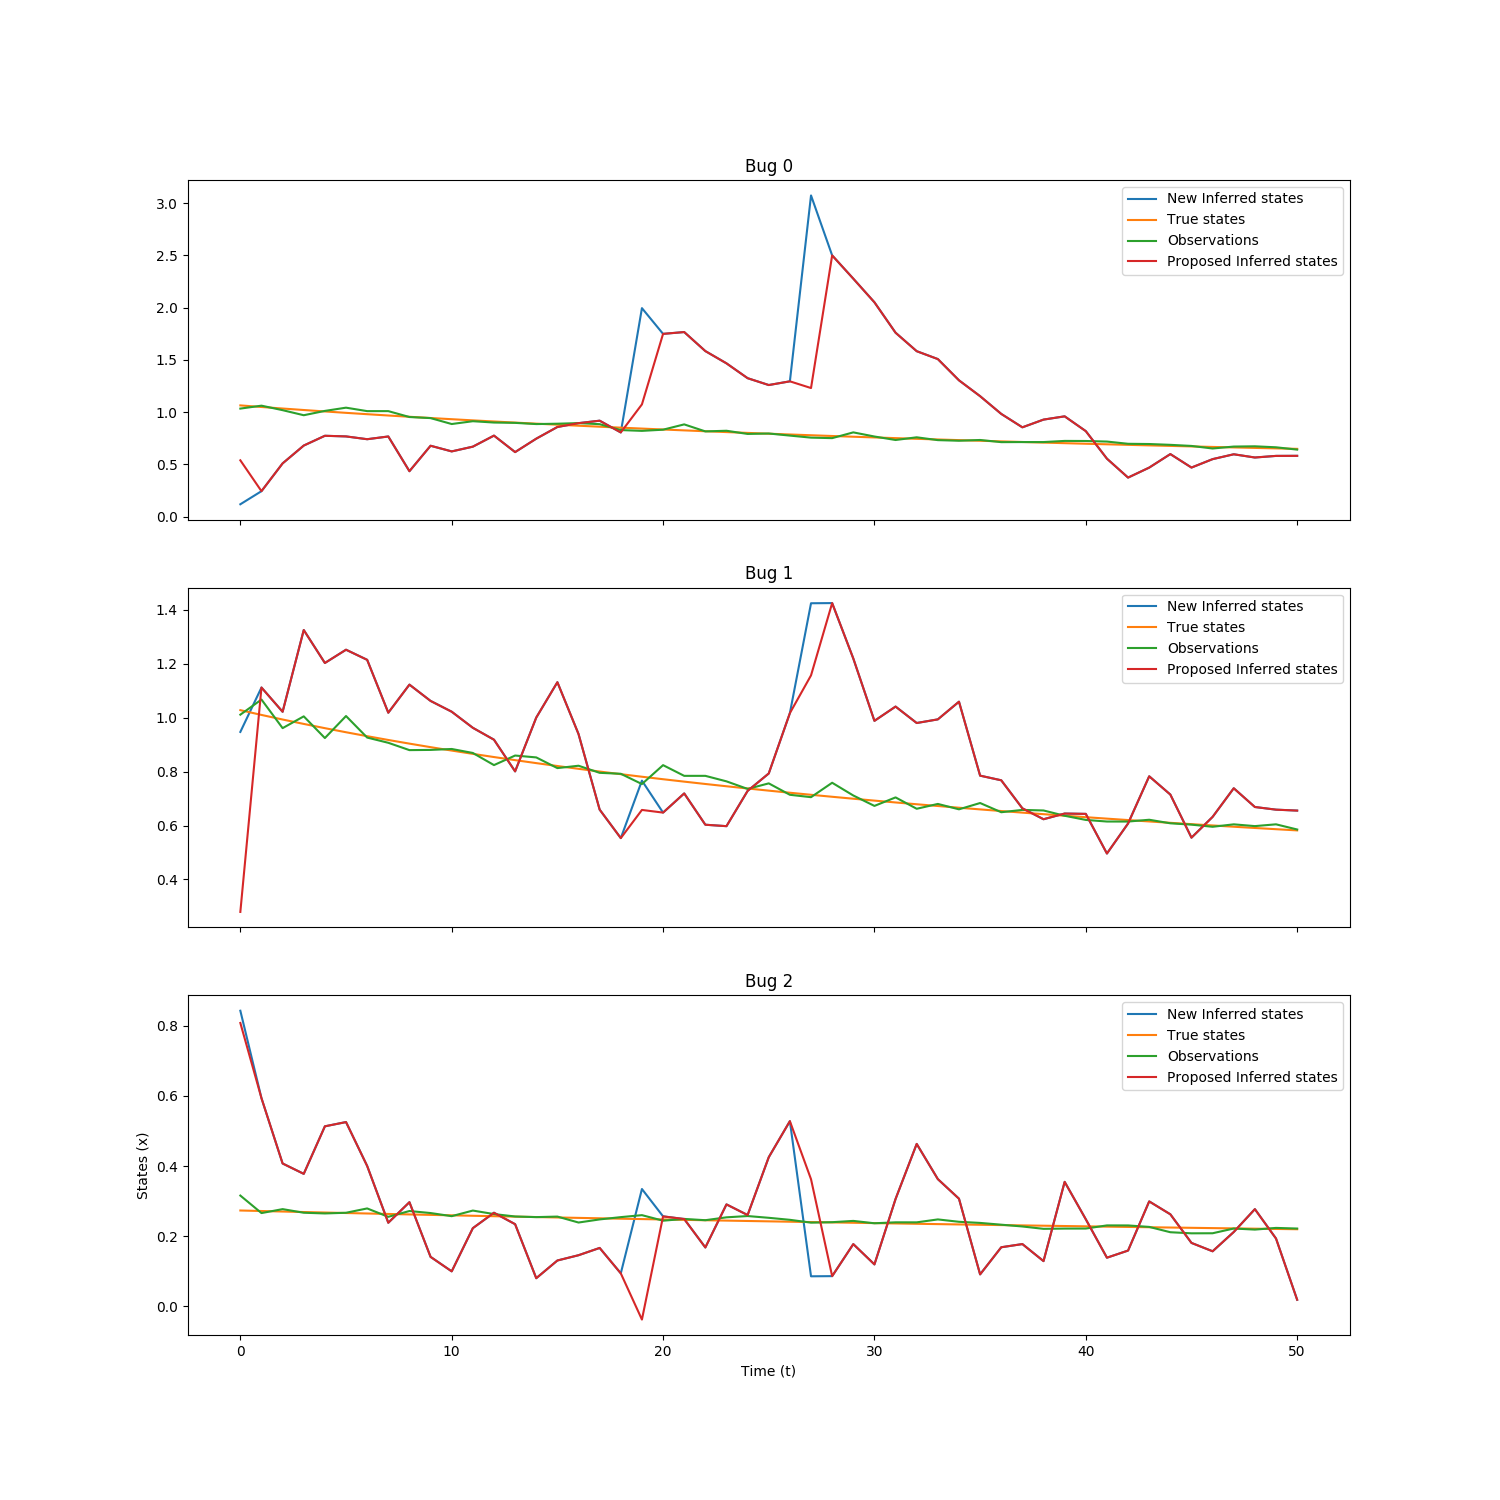 Bug 0
3.0
2.5
2.0
1.5
1.0
0.5
0.0
New Inferred states
True states
Observations
Proposed Inferred states
Bug 1
1.4
1.2
1.0
0.8
0.6
0.4
New Inferred states
True states
Observations
Proposed Inferred states
Bug 2
States (x)
0.8
0.6
0.4
0.2
0.0
New Inferred states
True states
Observations
Proposed Inferred states
0 10 20 30 40 50
Time (t)